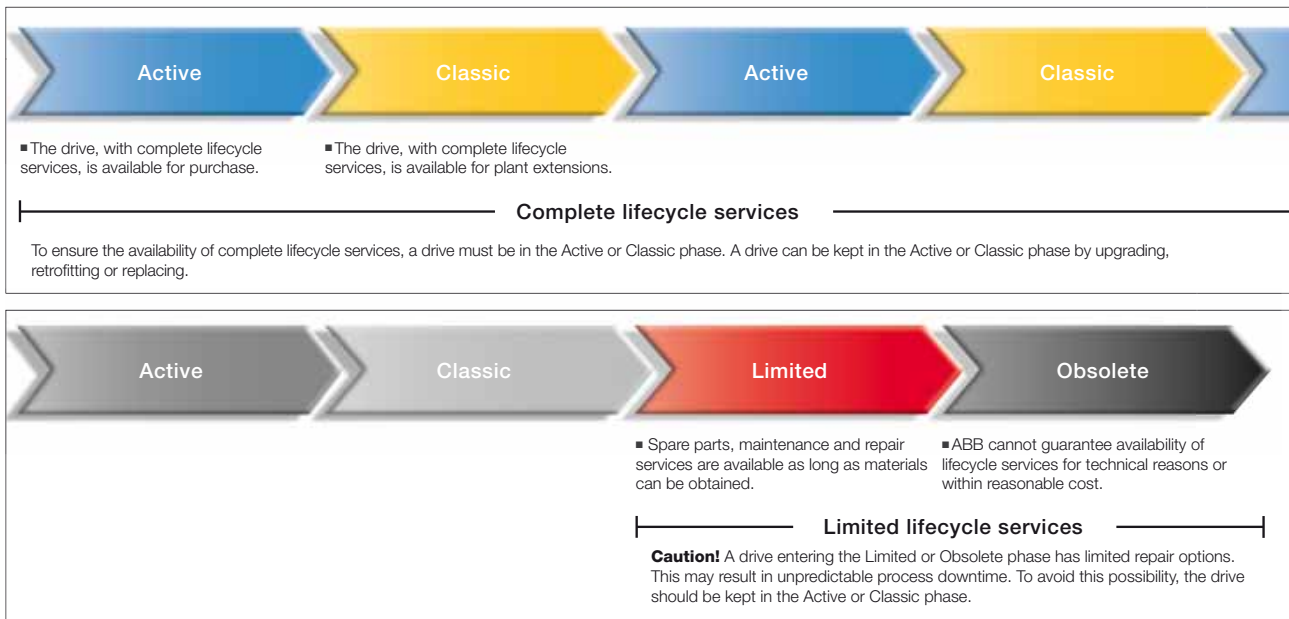 Active
Classic
Active
Classic
■ The drive, with complete lifecycle
services, is available for purchase.
■ The drive, with complete lifecycle
services, is available for plant extensions.
Complete lifecycle services
To ensure the availability of complete lifecycle services, a drive must be in the Active or Classic phase. A drive can be kept in the Active or Classic phase by upgrading,
retrofitting or replacing.
Active
Classic
Limited
Obsolete
■ Spare parts, maintenance and repair
services are available as long as materials
can be obtained.
■ ABB cannot guarantee availability of
lifecycle services for technical reasons or
within reasonable cost.
Limited lifecycle services
Caution! A drive entering the Limited or Obsolete phase has limited repair options.
This may result in unpredictable process downtime. To avoid this possibility, the drive
should be kept in the Active or Classic phase.